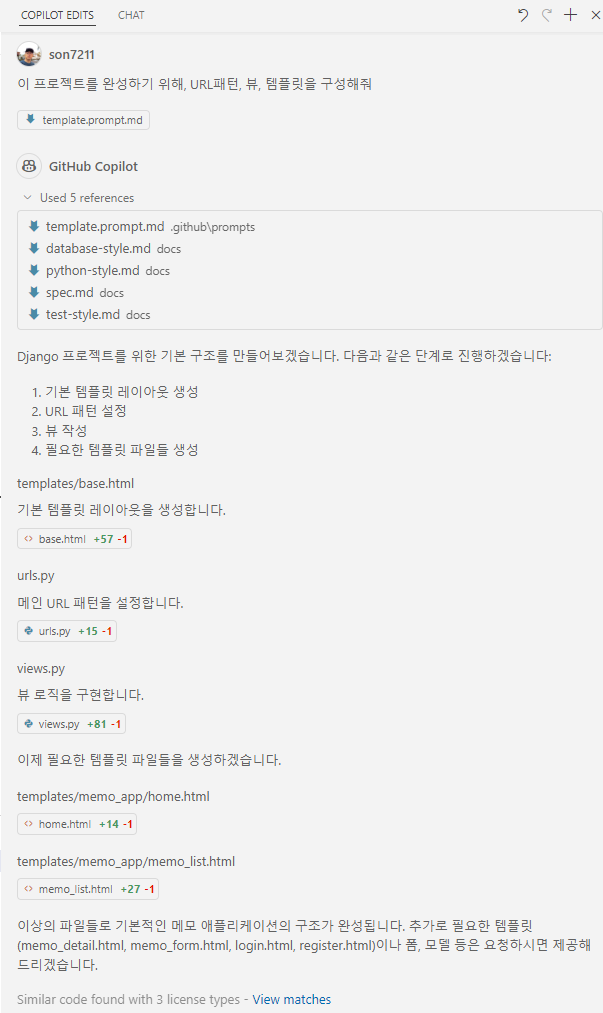 COPILOT EDITS CHAT
son7211
이 프로젝트를 완성하기 위해, URL패턴, 뷰, 템플릿을 구성해줘
template.prompt.md
GitHub Copilot
Used 5 references
template.prompt.md .github\prompts
database-style.md docs
python-style.md docs
spec.md docs
test-style.md docs
Django 프로젝트를 위한 기본 구조를 만들어보겠습니다. 다음과 같은 단계로 진행하겠습니다:
1. 기본 템플릿 레이아웃 생성
2. URL 패턴 설정
3. 뷰 작성
4. 필요한 템플릿 파일들 생성
templates/base.html
기본 템플릿 레이아웃을 생성합니다.
base.html +57 -1
urls.py
메인 URL 패턴을 설정합니다.
urls.py +15 -1
views.py
뷰 로직을 구현합니다.
views.py +81 -1
이제 필요한 템플릿 파일들을 생성하겠습니다.
templates/memo_app/home.html
home.html +14 -1
templates/memo_app/memo_list.html
memo_list.html +27 -1
이상의 파일들로 기본적인 메모 애플리케이션의 구조가 완성됩니다. 추가로 필요한 템플릿
(memo_detail.html, memo_form.html, login.html, register.html)이나 폼, 모델 등은 요청하시면 제공해
드리겠습니다.
Similar code found with 3 license types - View matches